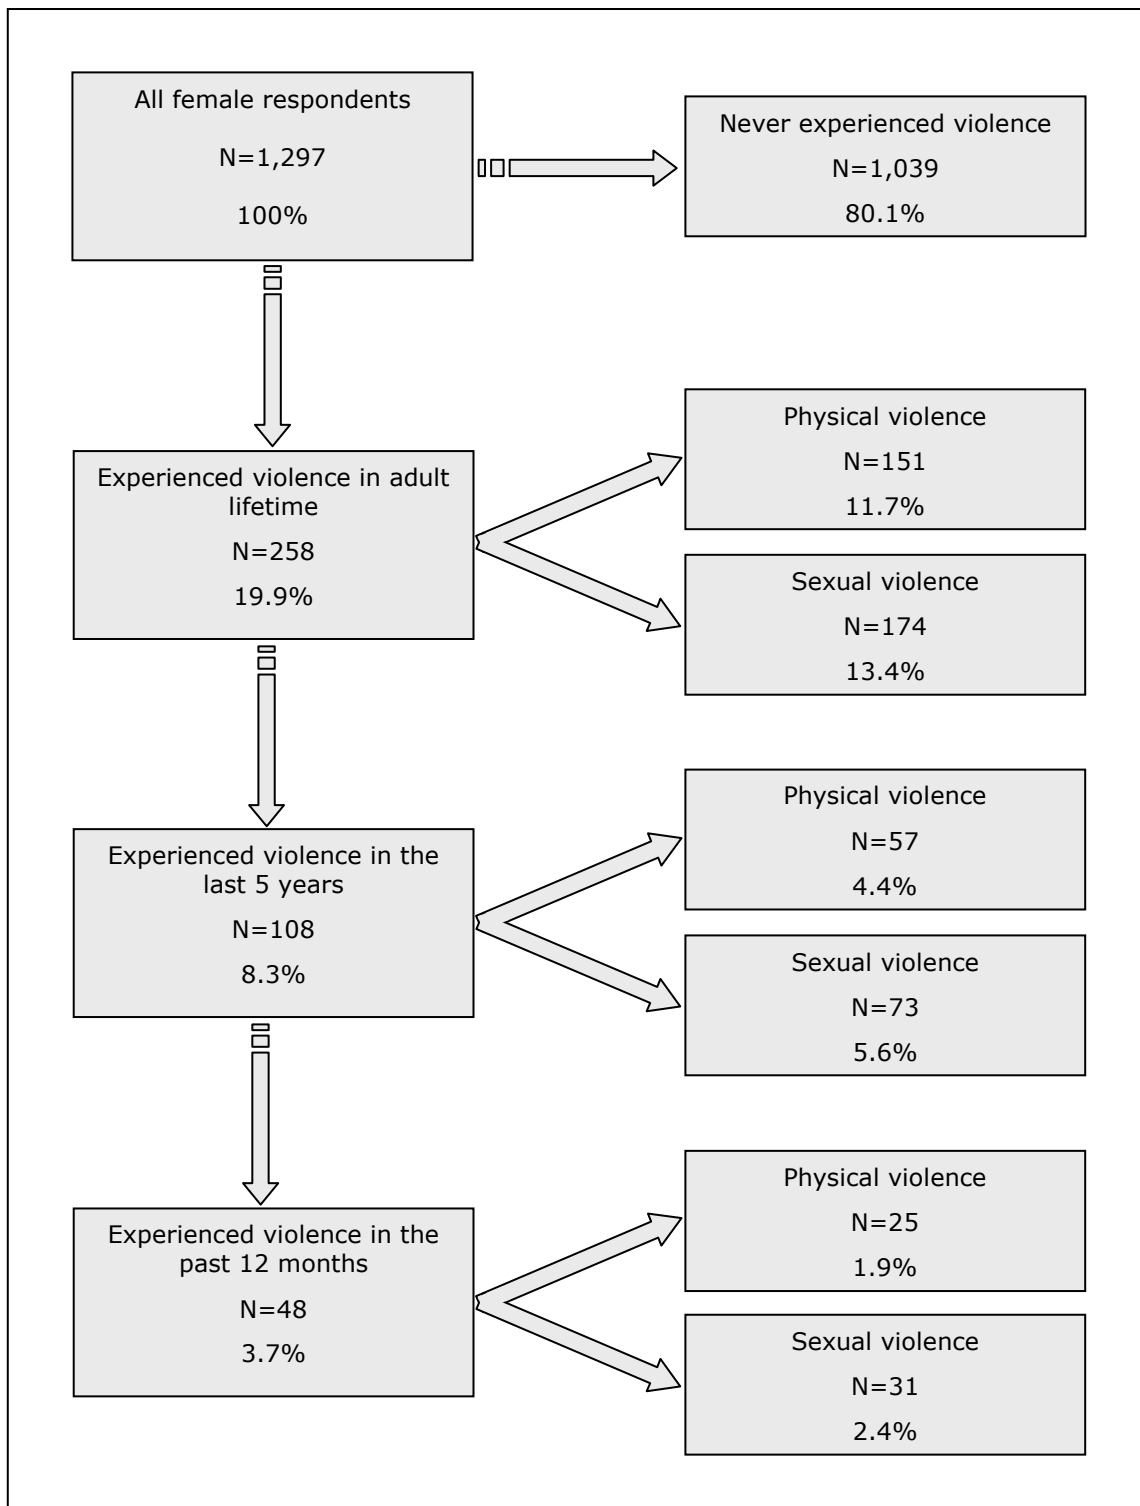 All female respondents
N=1,297
100%
Never experienced violence
N=1,039
80.1%
Experienced violence in adult
lifetime
N=258
19.9%
Physical violence
N=151
11.7%
Sexual violence
N=174
13.4%
Experienced violence in the
last 5 years
N=108
8.3%
Physical violence
N=57
4.4%
Sexual violence
N=73
5.6%
Experienced violence in the
past 12 months
N=48
3.7%
Physical violence
N=25
1.9%
Sexual violence
N=31
2.4%